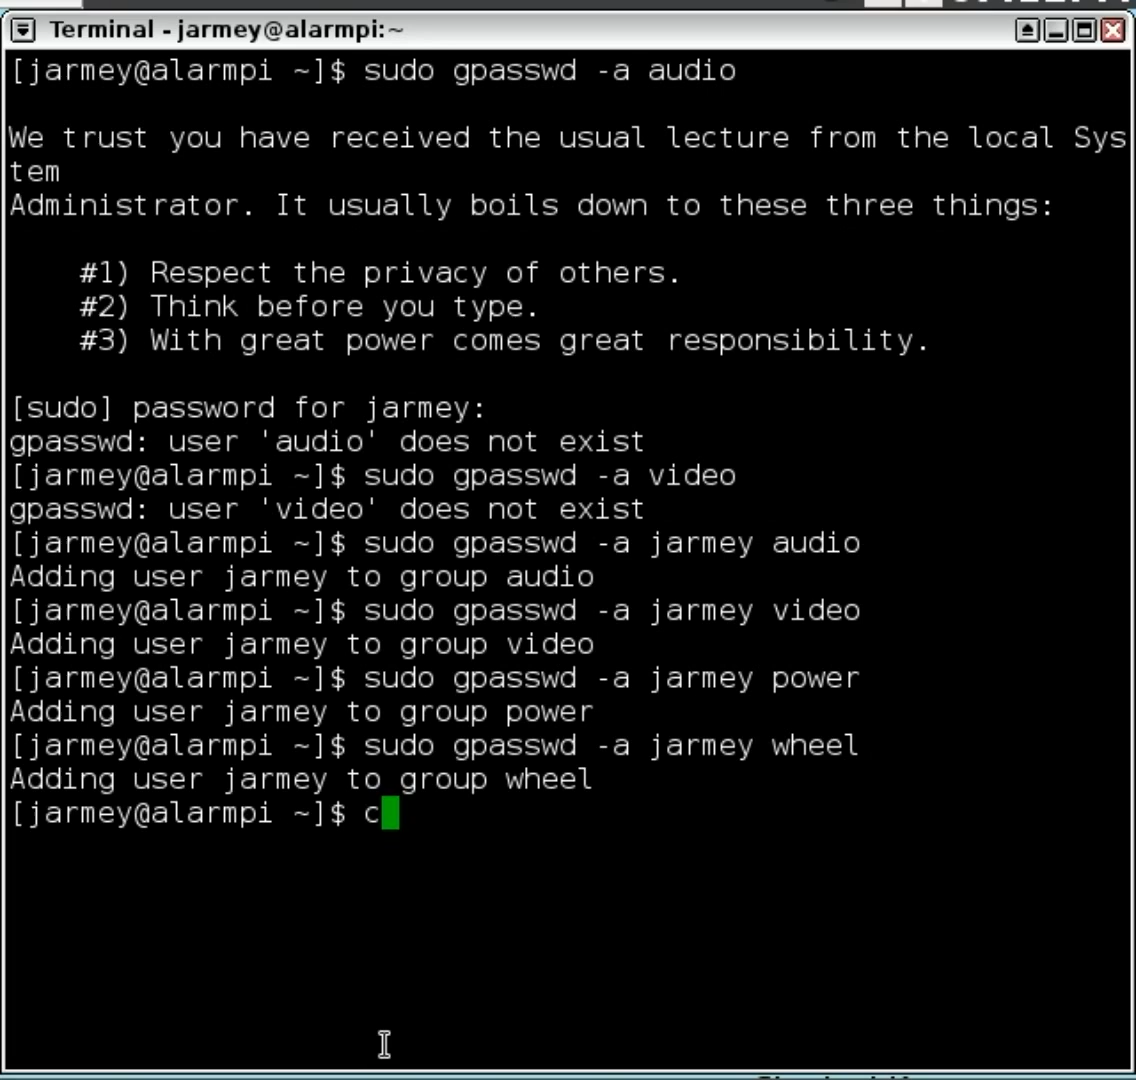 Terminal - jarmey@alarmpi:~
[jarmey@alarmpi ~]$ sudo gpasswd -a audio
We trust you have received the usual lecture from the local Sys
tem
Administrator. It usually boils down to these three things:
#1) Respect the privacy of others.
#2) Think before you type.
#3) With great power comes great responsibility.
[sudo] password for jarmey:
gpasswd: user 'audio' does not exist
[jarmey@alarmpi ~]$ sudo gpasswd -a video
gpasswd: user 'video' does not exist
[jarmey@alarmpi ~]$ sudo gpasswd -a jarmey audio
Adding user jarmey to group audio
[jarmey@alarmpi ~]$ sudo gpasswd -a jarmey video
Adding user jarmey to group video
[jarmey@alarmpi ~]$ sudo gpasswd -a jarmey power
Adding user jarmey to group power
[jarmey@alarmpi ~]$ sudo gpasswd -a jarmey wheel
Adding user jarmey to group wheel
[jarmey@alarmpi ~]$ c